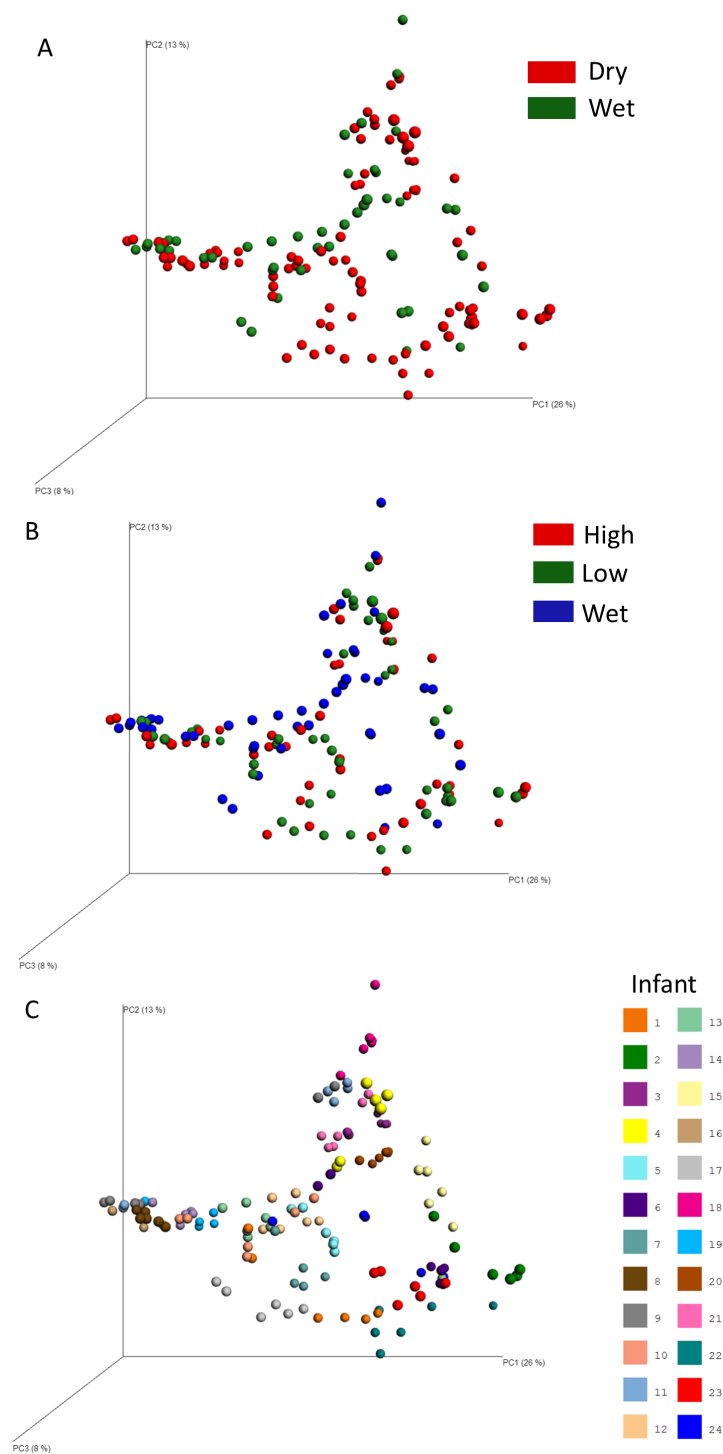 A
PC2 (13 %)
Dry
Wet
PC1 (26 %)
PC3 (8 %)
B
PC2 (13 %)
High
Low
Wet
PC1 (26 %)
PC3 (8 %)
C
PC2 (13 %)
Infant
1 13
2 14
3 15
4 16
5 17
6 18
7 19
8 20
9 21
10 22
11 23
12 24
PC1 (26 %)
PC3 (8 %)